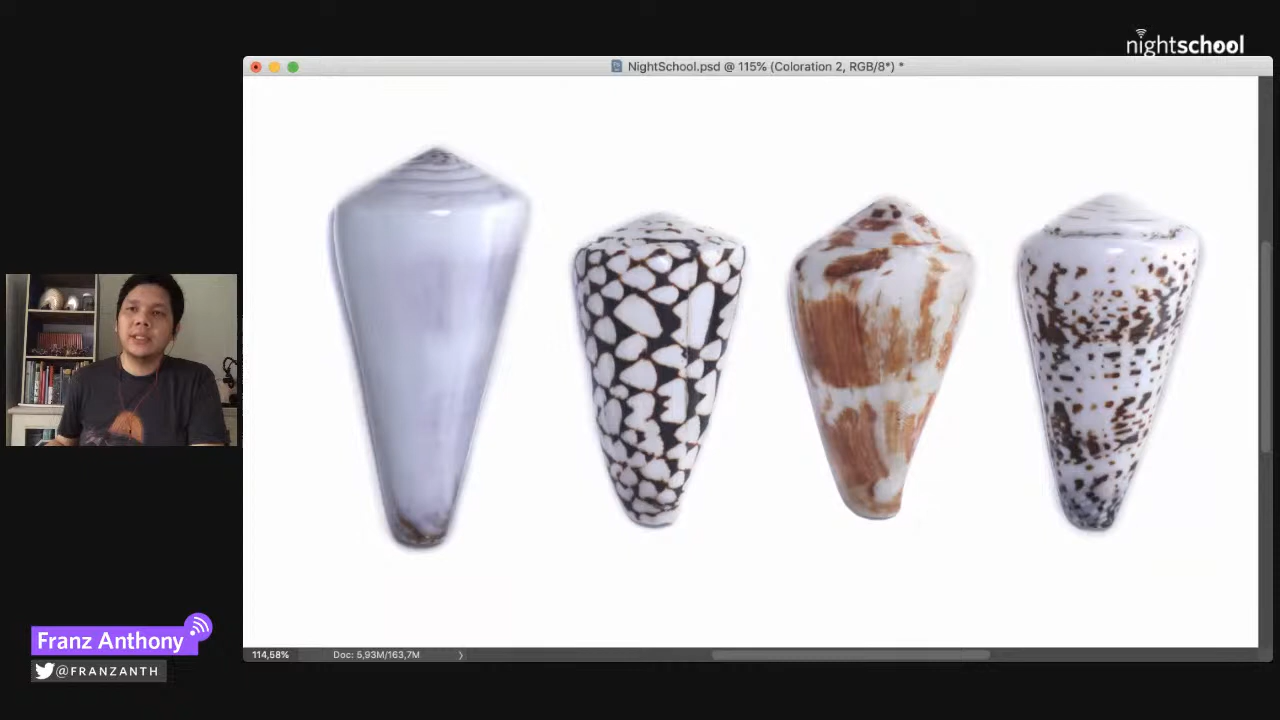 nightschool
NightSchool.psd @ 115% (Coloration 2, RGB/8*) *
Franz Anthony
@FRANZANTH
114,58%
Doc: 5,93M/163,7M